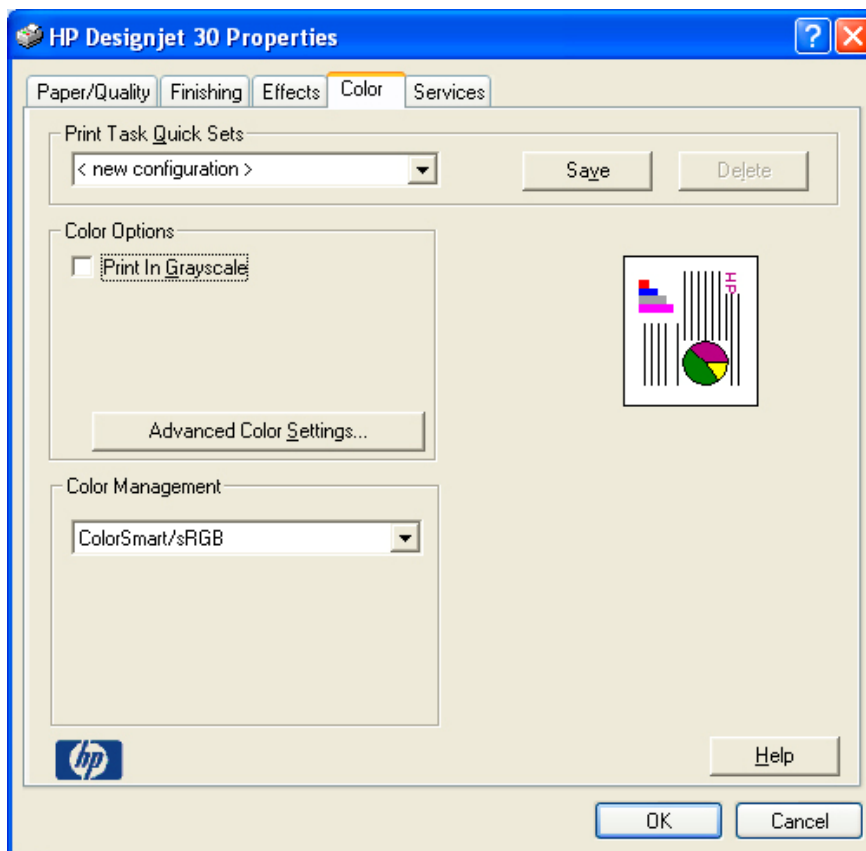 HP Designjet 30 Properties
Paper/Quality Finishing Effects Color Services
Print Task Quick Sets
< new configuration > Save Delete
Color Options
Print In Grayscale
HP
Advanced Color Settings...
Color Management
ColorSmart/sRGB
hp
Help
OK Cancel